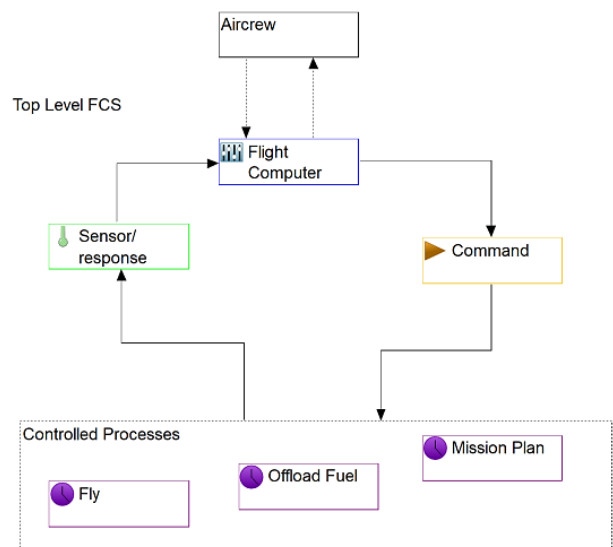 Aircrew
Top Level FCS
Flight
Computer
Sensor/
response
Command
Controlled Processes
Mission Plan
Offload Fuel
Fly